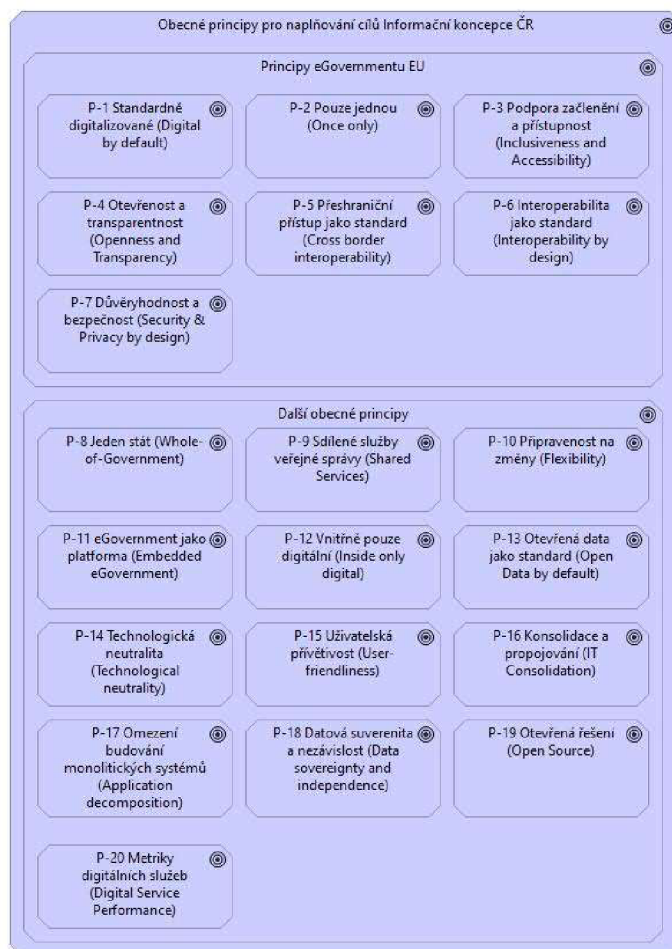 Obecné principy pro naplňování cílů Informační koncepce ČR
Principy eGovernmentu EU
P-1 Standardně
digitalizované (Digital
by default)
P-2 Pouze jednou
(Once only)
P-3 Podpora začlenění
a přístupnost
(Inclusiveness and
Accessibility)
P-4 Otevřenost a
transparentnost
(Openness and
Transparency)
P-5 Přeshraniční
přístup jako standard
(Cross border
interoperability)
P-6 Interoperabilita
jako standard
(Interoperability by
design)
P-7 Důvěryhodnost a
bezpečnost (Security &
Privacy by design)
Další obecné principy
P-8 Jeden stát (Whole-
of-Government)
P-9 Sdílené služby
veřejné správy (Shared
Services)
P-10 Připravenost na
změny (Flexibility)
P-11 eGovernment jako
platforma (Embedded
eGovernment)
P-12 Vnitřně pouze
digitální (Inside only
digital)
P-13 Otevřená data
jako standard (Open
Data by default)
P-14 Technologická
neutralita
(Technological
neutrality)
P-15 Uživatelská
přívětivost (User-
friendliness)
P-16 Konsolidace a
propojování (IT
Consolidation)
P-17 Omezení
budování
monolitických systémů
(Application
decomposition)
P-18 Datová suverenita
a nezávislost (Data
sovereignty and
independence)
P-19 Otevřená řešení
(Open Source)
P-20 Metriky
digitálních služeb
(Digital Service
Performance)